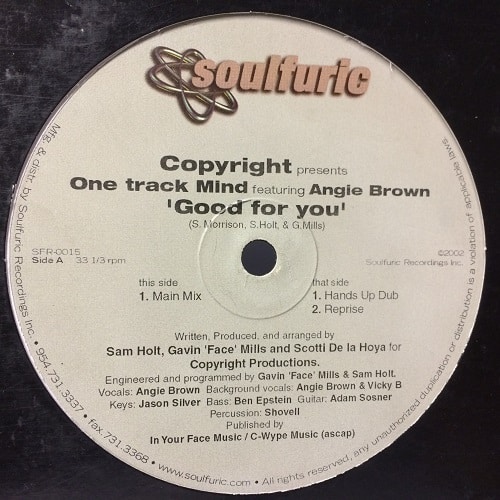 soulfuric
Copyright presents
One track Mind featuring Angie Brown
'Good for you'
(S. Morrison, S.Holt, & G.Mills)
SFR-0015
Side A 33 1/3 rpm
©2002
Soulfuric Recordings Inc.
this side
1. Main Mix
that side
1. Hands Up Dub
2. Reprise
Written, Produced, and arranged by
Sam Holt, Gavin 'Face' Mills and Scotti De la Hoya for
Copyright Productions.
Engineered and programmed by Gavin 'Face' Mills & Sam Holt.
Vocals: Angie Brown Background vocals: Angie Brown & Vicky B
Keys: Jason Silver Bass: Ben Epstein Guitar: Adam Sosner
Percussion: Shovell
Published by
In Your Face Music / C-Wype Music (ascap)
Mfg. & distr by Soulfuric Recordings Inc. • 954.731.3337 • fax.731.3368 • www.soulfuric.com • All rights reserved, any unauthorized duplication or distribution is a violation of applicable laws